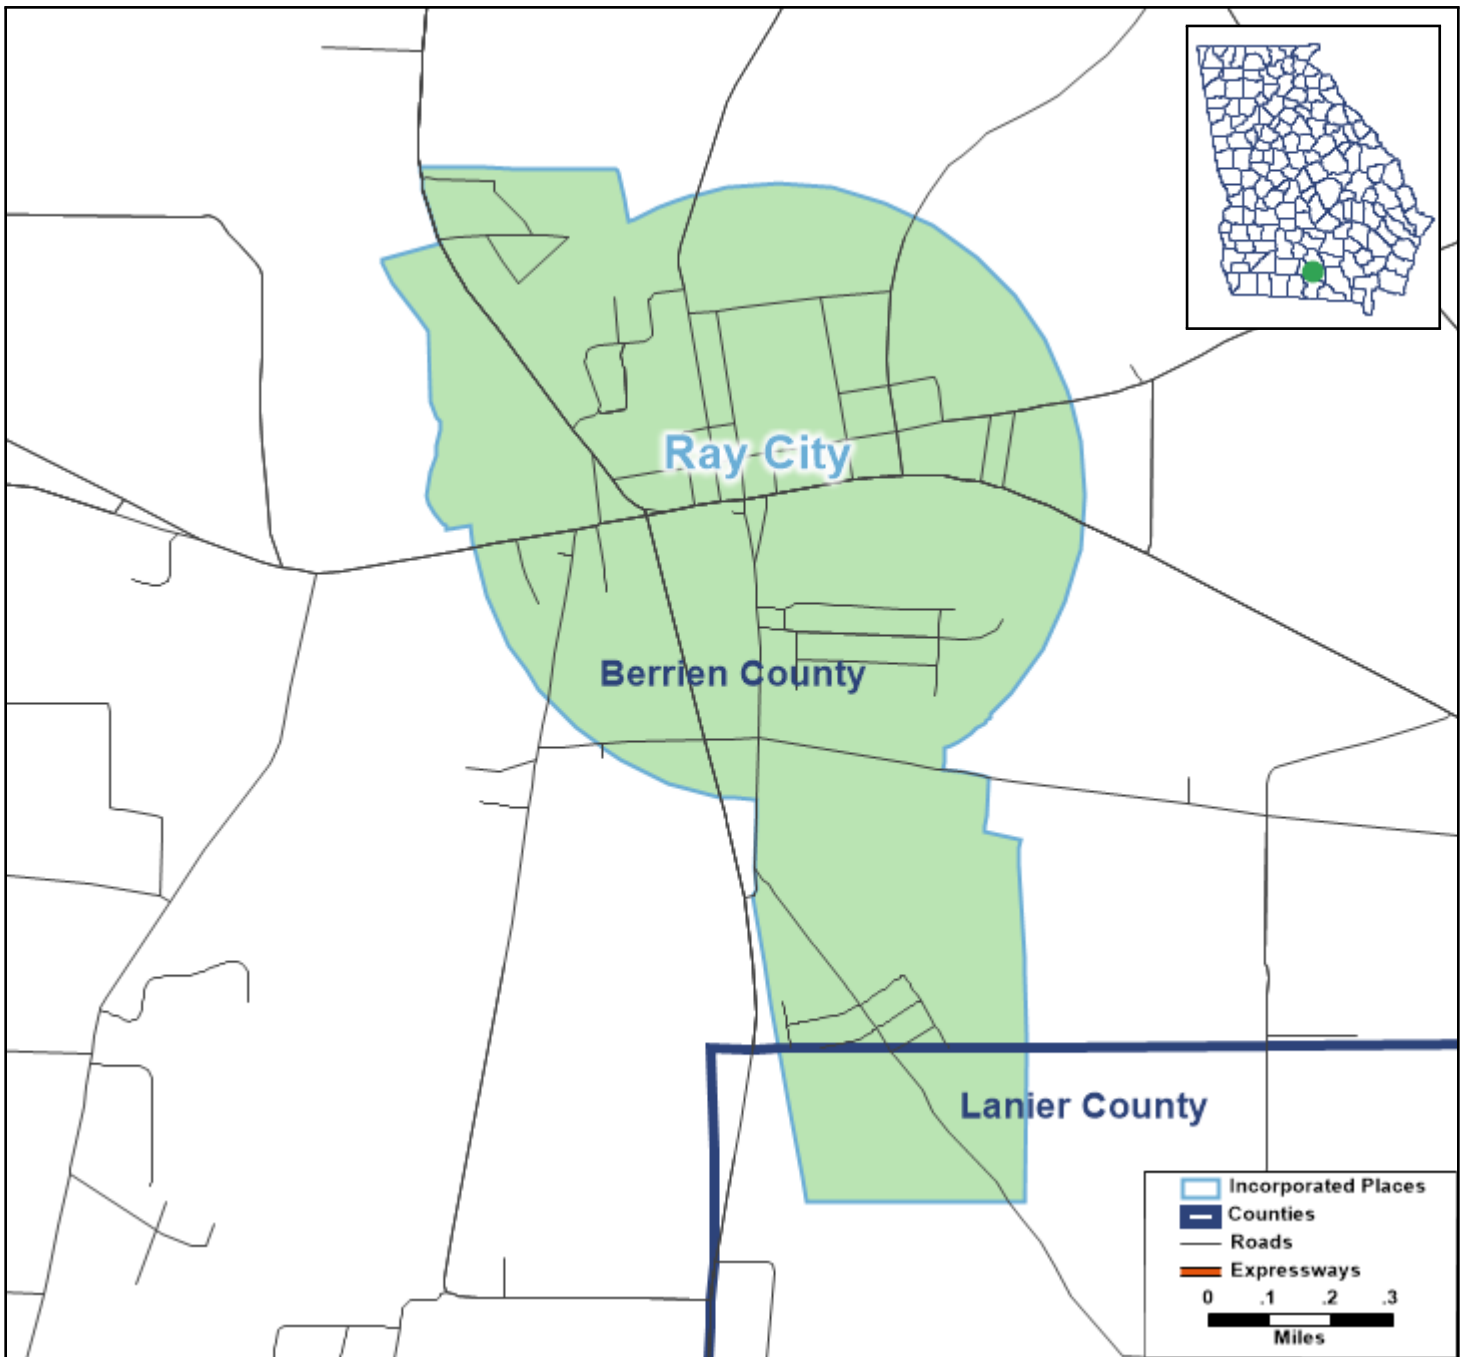 Ray City
Berrien County
Lanier County
Incorporated Places
Counties
Roads
Expressways
0 .1 .2 .3
Miles